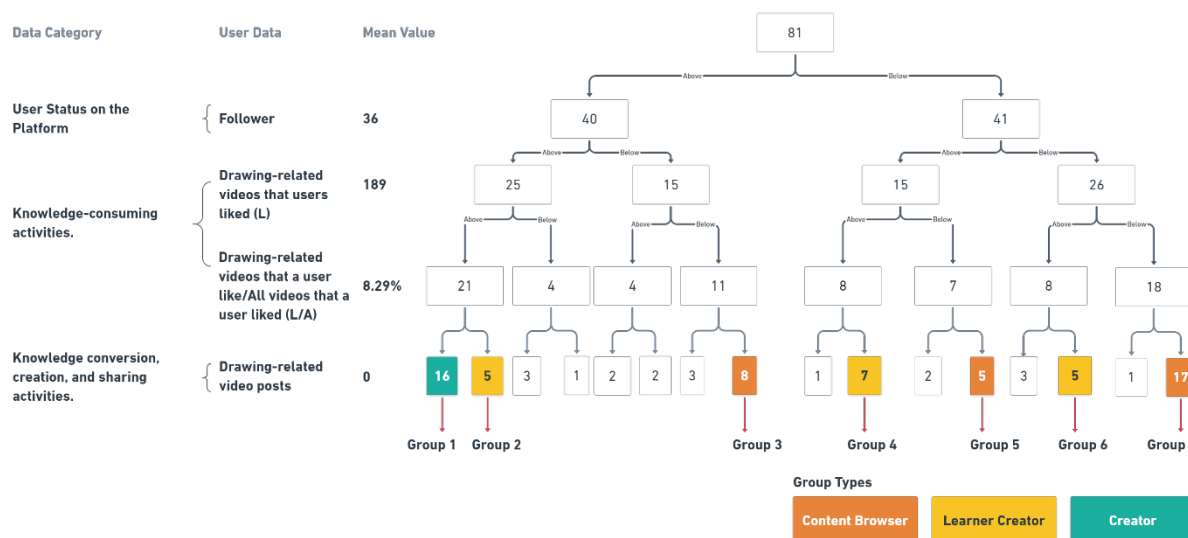 Data Category
User Data
Mean Value
81
Above
Below
User Status on the
Platform
Follower
36
40
41
Above
Below
Above
Below
Knowledge-consuming
activities.
Drawing-related
videos that users
liked (L)
189
25
15
15
26
Above
Below
Above
Below
Above
Below
Above
Below
Drawing-related
videos that a user
like/All videos that a
user liked (L/A)
8.29%
21
4
4
11
8
7
8
18
Knowledge conversion,
creation, and sharing
activities.
Drawing-related
video posts
0
16
5
3
1
2
2
3
8
1
7
2
5
3
5
1
17
Group 1
Group 2
Group 3
Group 4
Group 5
Group 6
Group
Group Types
Content Browser
Learner Creator
Creator